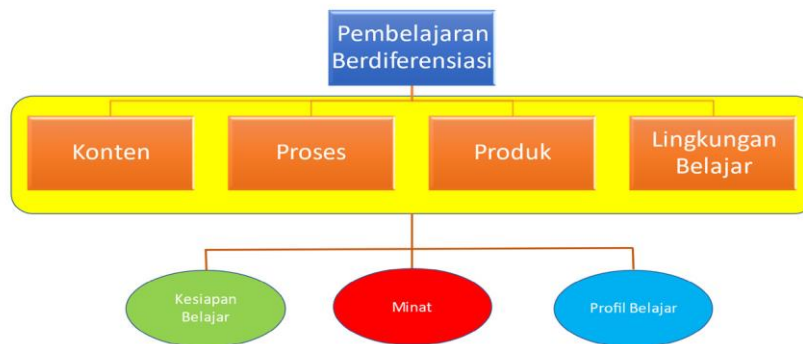 Pembelajaran
Berdiferensiasi
Konten
Proses
Produk
Lingkungan
Belajar
Kesiapan
Belajar
Minat
Profil Belajar